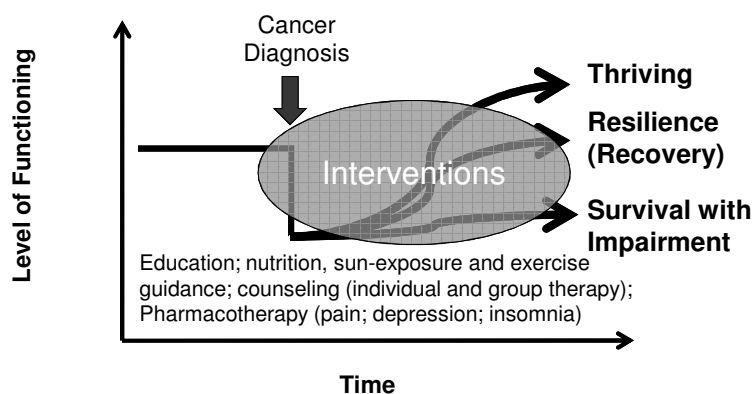 Cancer
Diagnosis
Thriving
Resilience
(Recovery)
Interventions
Survival with
Impairment
Level of Functioning
Education; nutrition, sun-exposure and exercise
guidance; counseling (individual and group therapy);
Pharmacotherapy (pain; depression; insomnia)
Time